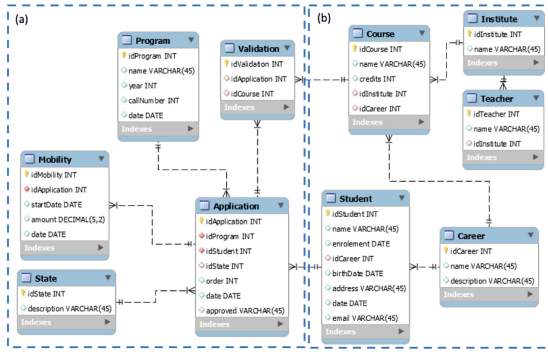 (a)
Program
idProgram INT
name VARCHAR(45)
year INT
callNumber INT
date DATE
Indexes
Validation
idValidation INT
idApplication INT
idCourse INT
Indexes
Mobility
idMobility INT
idApplication INT
startDate DATE
amount DECIMAL(5,2)
date DATE
Indexes
Application
idApplication INT
idProgram INT
idStudent INT
idState INT
order INT
date DATE
approved VARCHAR(45)
Indexes
State
idState INT
description VARCHAR(45)
Indexes
(b)
Course
idCourse INT
name VARCHAR(45)
credits INT
idInstitute INT
idCareer INT
Indexes
Institute
idInstitute INT
name VARCHAR(45)
Indexes
Teacher
idTeacher INT
name VARCHAR(45)
idInstitute INT
Indexes
Student
idStudent INT
name VARCHAR(45)
enrolement DATE
idCareer INT
birthDate DATE
address VARCHAR(45)
date DATE
email VARCHAR(45)
Indexes
Career
idCareer INT
name VARCHAR(45)
description VARCHAR(45)
Indexes